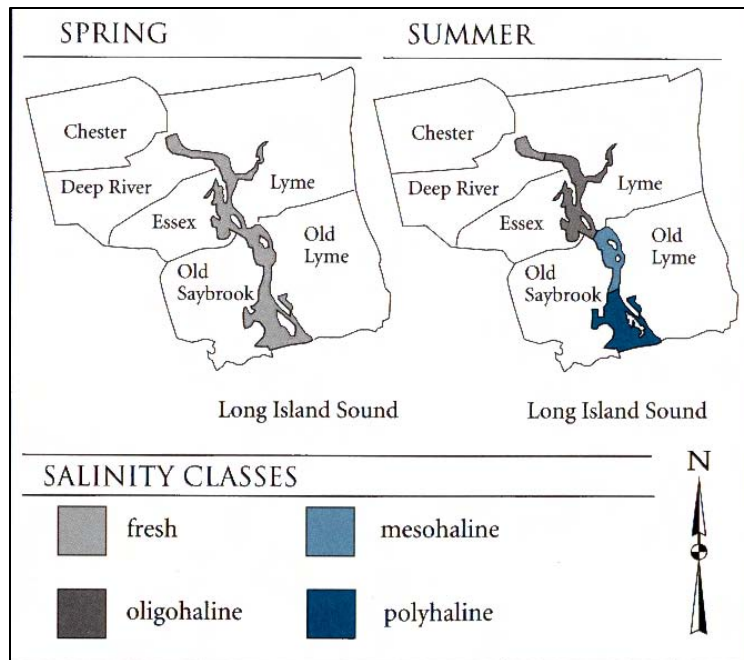 SPRING
Chester
Deep River
Lyme
Essex
Old
Lyme
Old
Saybrook
Long Island Sound
SUMMER
Chester
Deep River
Lyme
Essex
Old
Lyme
Old
Saybrook
Long Island Sound
SALINITY CLASSES
fresh
mesohaline
oligohaline
polyhaline
N